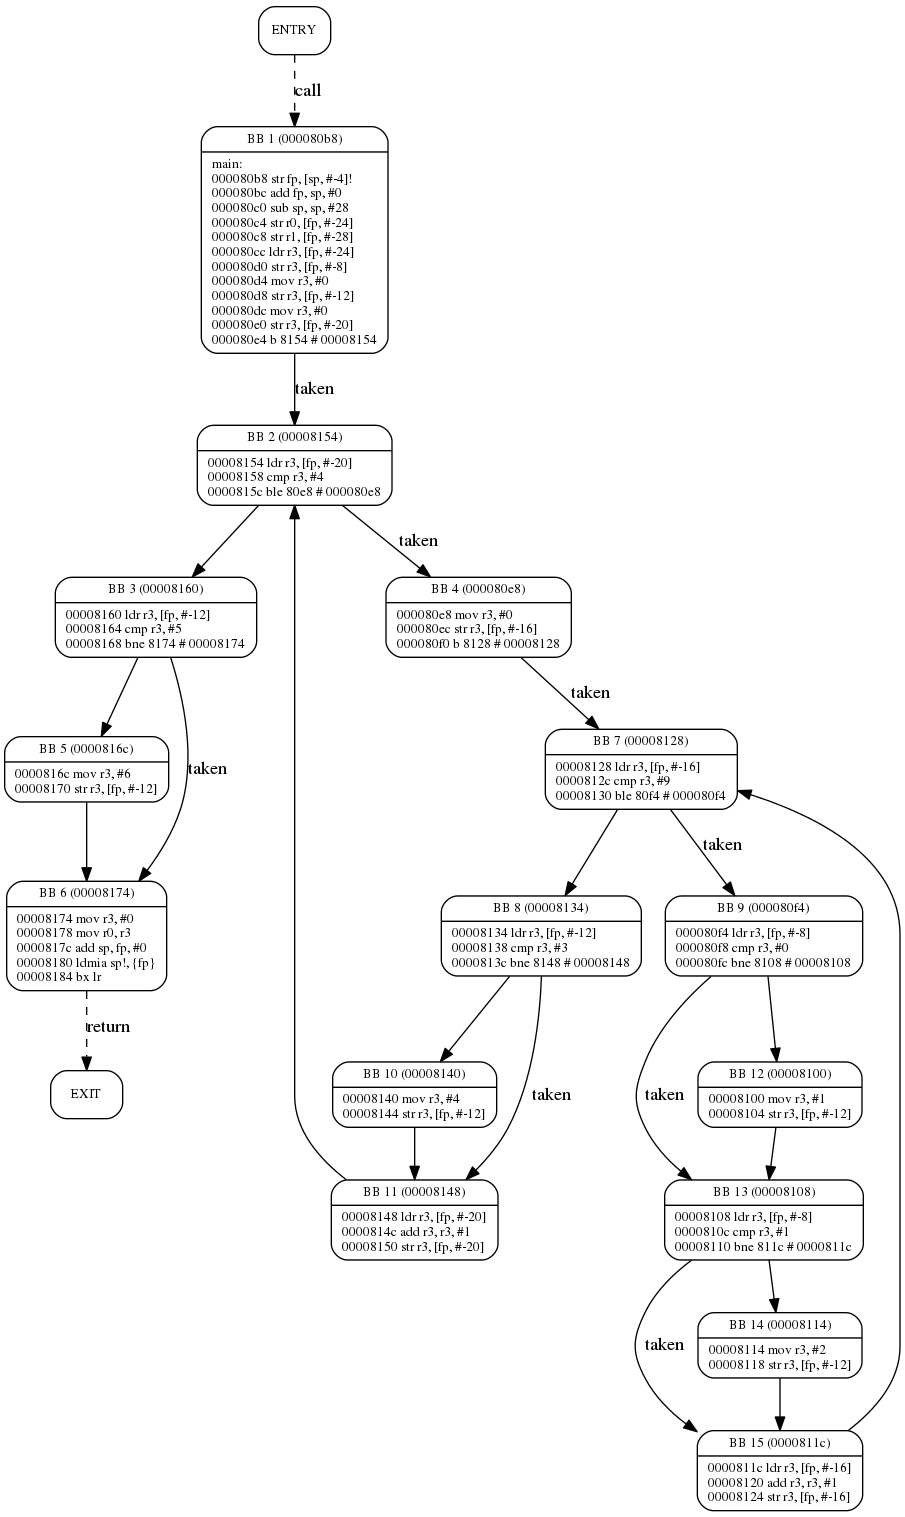 ENTRY
call
BB 1 (000080b8)
main:
000080b8 str fp, [sp, #-4]!
000080bc add fp, sp, #0
000080c0 sub sp, sp, #28
000080c4 str r0, [fp, #-24]
000080c8 str r1, [fp, #-28]
000080cc ldr r3, [fp, #-24]
000080d0 str r3, [fp, #-8]
000080d4 mov r3, #0
000080d8 str r3, [fp, #-12]
000080dc mov r3, #0
000080e0 str r3, [fp, #-20]
000080e4 b 8154 # 00008154
taken
BB 2 (00008154)
00008154 ldr r3, [fp, #-20]
00008158 cmp r3, #4
0000815c ble 80e8 # 000080e8
taken
BB 3 (00008160)
00008160 ldr r3, [fp, #-12]
00008164 cmp r3, #5
00008168 bne 8174 # 00008174
BB 4 (000080e8)
000080e8 mov r3, #0
000080ec str r3, [fp, #-16]
000080f0 b 8128 # 00008128
taken
BB 5 (0000816c)
0000816c mov r3, #6
00008170 str r3, [fp, #-12]
taken
BB 7 (00008128)
00008128 ldr r3, [fp, #-16]
0000812c cmp r3, #9
00008130 ble 80f4 # 000080f4
taken
BB 6 (00008174)
00008174 mov r3, #0
00008178 mov r0, r3
0000817c add sp, fp, #0
00008180 ldmia sp!, {fp}
00008184 bx lr
return
EXIT
BB 8 (00008134)
00008134 ldr r3, [fp, #-12]
00008138 cmp r3, #3
0000813c bne 8148 # 00008148
BB 9 (000080f4)
000080f4 ldr r3, [fp, #-8]
000080f8 cmp r3, #0
000080fc bne 8108 # 00008108
BB 10 (00008140)
00008140 mov r3, #4
00008144 str r3, [fp, #-12]
taken
taken
BB 12 (00008100)
00008100 mov r3, #1
00008104 str r3, [fp, #-12]
BB 11 (00008148)
00008148 ldr r3, [fp, #-20]
0000814c add r3, r3, #1
00008150 str r3, [fp, #-20]
BB 13 (00008108)
00008108 ldr r3, [fp, #-8]
0000810c cmp r3, #1
00008110 bne 811c # 0000811c
taken
BB 14 (00008114)
00008114 mov r3, #2
00008118 str r3, [fp, #-12]
BB 15 (0000811c)
0000811c ldr r3, [fp, #-16]
00008120 add r3, r3, #1
00008124 str r3, [fp, #-16]